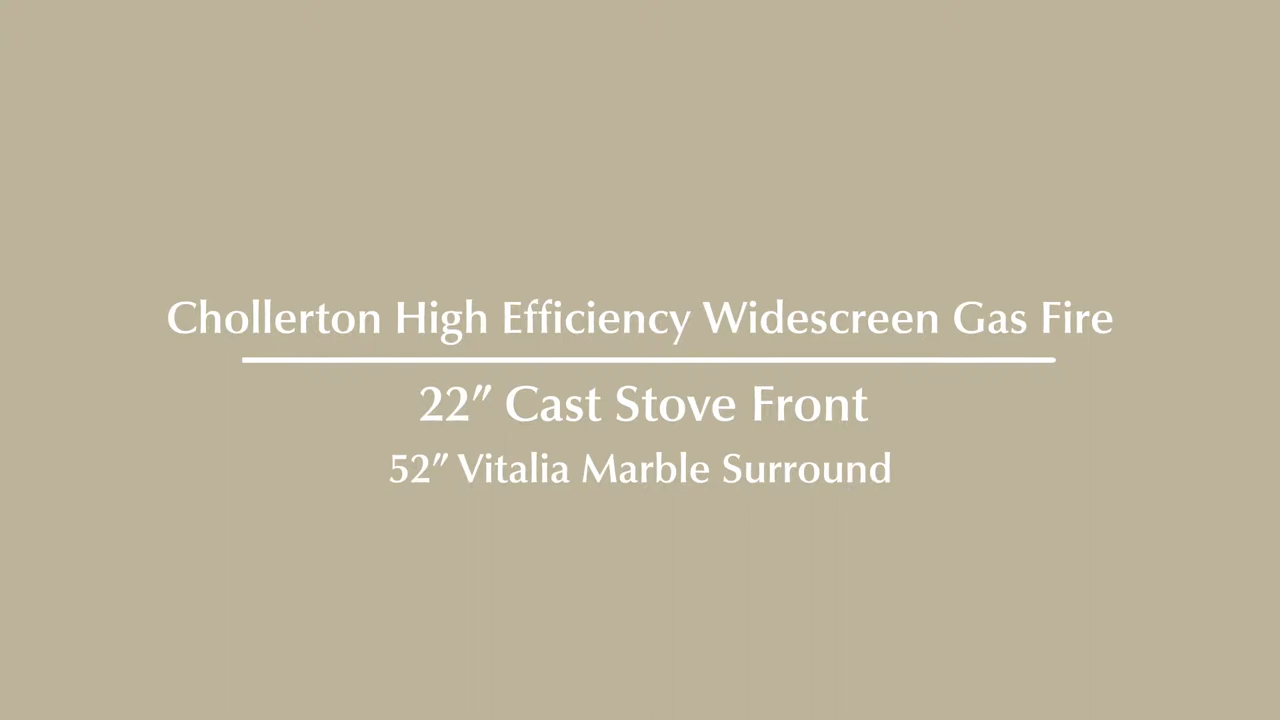 Chollerton High Efficiency Widescreen Gas Fire
22” Cast Stove Front
52” Vitalia Marble Surround